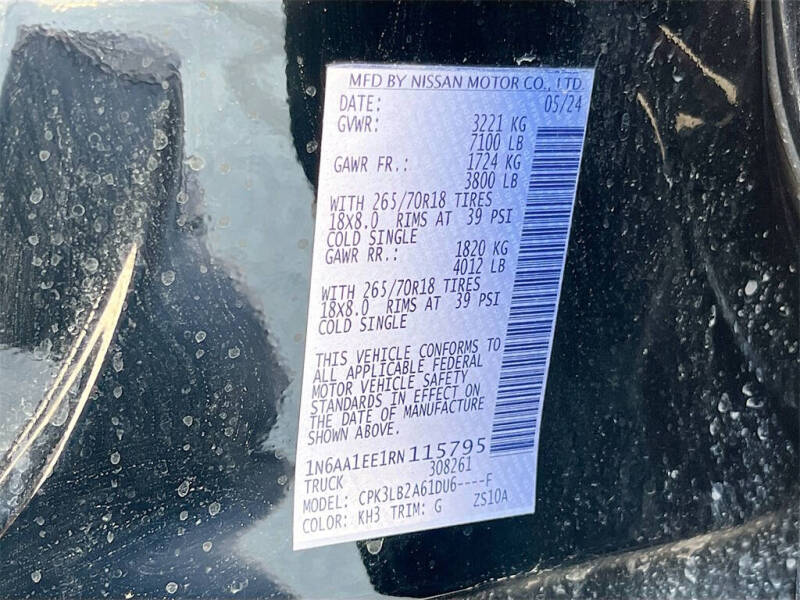 MFD BY NISSAN MOTOR CO., LTD.
DATE: 05/24
GVWR: 3221 KG
7100 LB
GAWR FR.: 1724 KG
3800 LB
WITH 265/70R18 TIRES
18X8.0 RIMS AT 39 PSI
COLD SINGLE
GAWR RR.: 1820 KG
4012 LB
WITH 265/70R18 TIRES
18X8.0 RIMS AT 39 PSI
COLD SINGLE
THIS VEHICLE CONFORMS TO
ALL APPLICABLE FEDERAL
MOTOR VEHICLE SAFETY
STANDARDS IN EFFECT ON
THE DATE OF MANUFACTURE
SHOWN ABOVE.
1N6AA1EE1RN115795
308261
TRUCK
MODEL: CPK3LB2A61DU6----F
COLOR: KH3 TRIM: G ZS10A